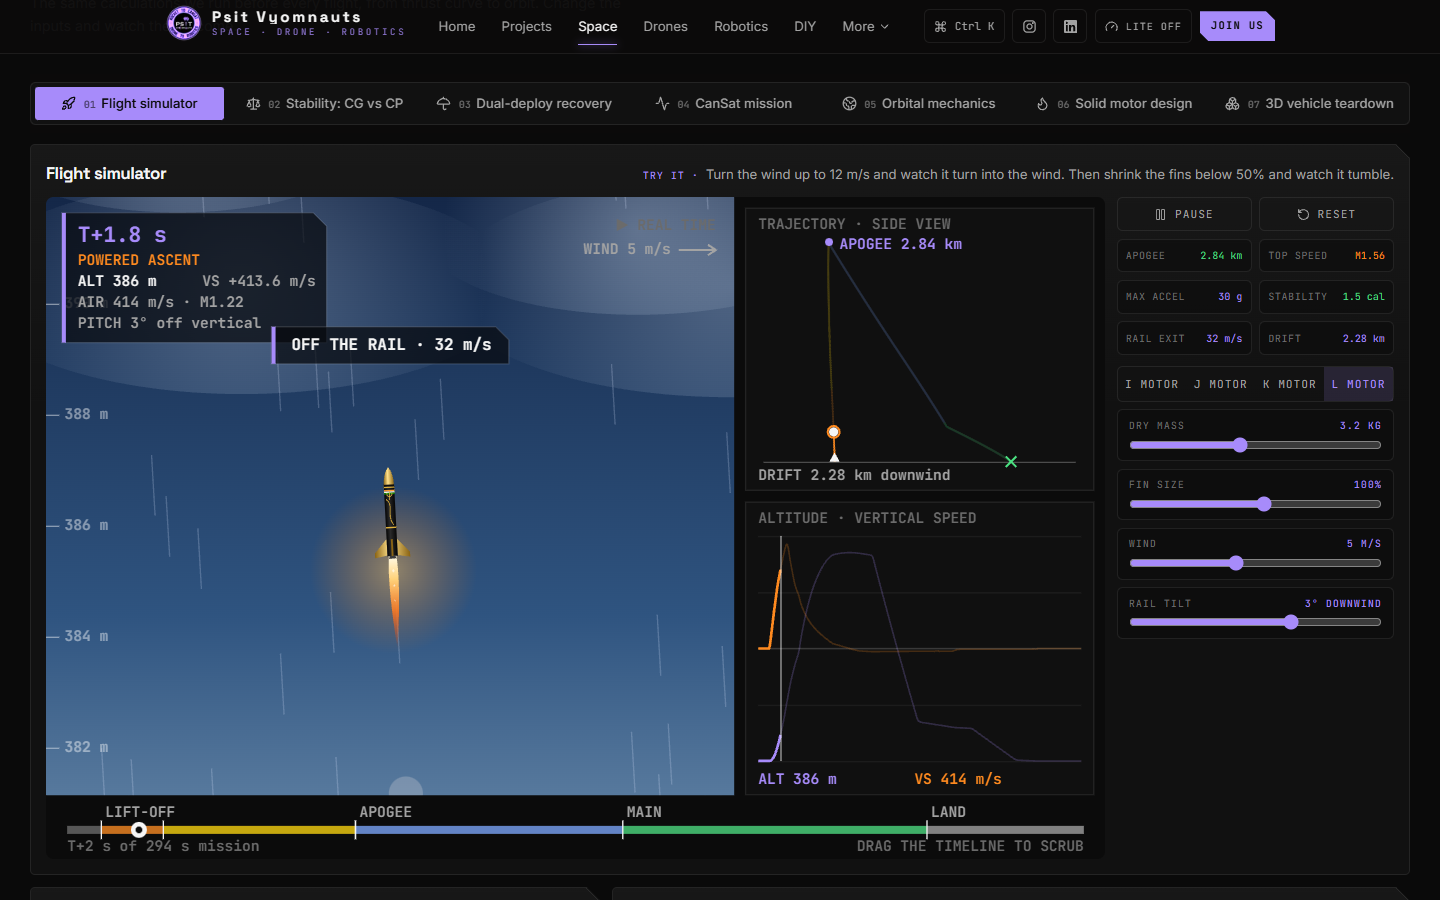 Psit Vyomnauts
SPACE · DRONE · ROBOTICS
Home
Projects
Space
Drones
Robotics
DIY
More
Ctrl K
LITE OFF
JOIN US
01 Flight simulator
02 Stability: CG vs CP
03 Dual-deploy recovery
04 CanSat mission
05 Orbital mechanics
06 Solid motor design
07 3D vehicle teardown
Flight simulator
TRY IT · Turn the wind up to 12 m/s and watch it turn into the wind. Then shrink the fins below 50% and watch it tumble.
T+1.8 s
POWERED ASCENT
ALT 386 m VS +413.6 m/s
AIR 414 m/s · M1.22
PITCH 3° off vertical
WIND 5 m/s
OFF THE RAIL · 32 m/s
388 m
386 m
384 m
382 m
TRAJECTORY · SIDE VIEW
APOGEE 2.84 km
DRIFT 2.28 km downwind
ALTITUDE · VERTICAL SPEED
ALT 386 m
VS 414 m/s
PAUSE
RESET
APOGEE 2.84 km
TOP SPEED M1.56
MAX ACCEL 30 g
STABILITY 1.5 cal
RAIL EXIT 32 m/s
DRIFT 2.28 km
I MOTOR
J MOTOR
K MOTOR
L MOTOR
DRY MASS 3.2 KG
FIN SIZE 100%
WIND 5 M/S
RAIL TILT 3° DOWNWIND
LIFT-OFF
APOGEE
MAIN
LAND
T+2 s of 294 s mission
DRAG THE TIMELINE TO SCRUB